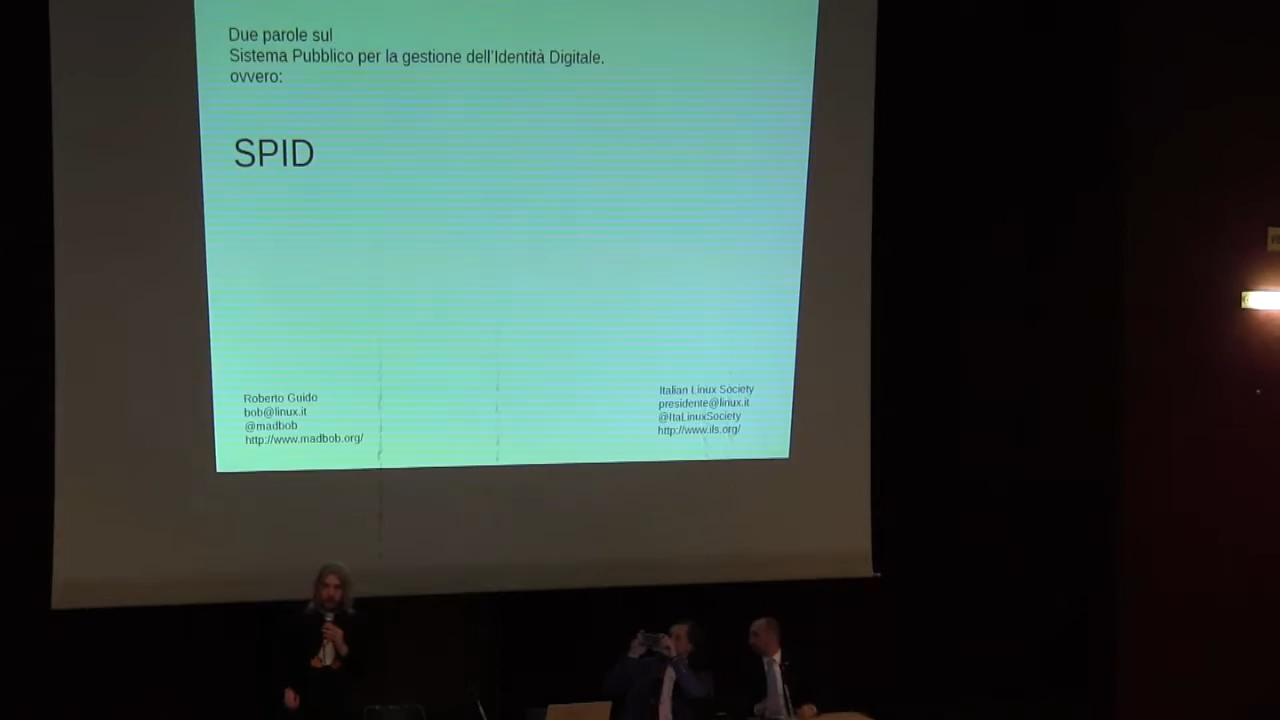 Due parole sul
Sistema Pubblico per la gestione dell'Identità Digitale.
ovvero:
SPID
Roberto Guido
bob@linux.it
@madbob
http://www.madbob.org/
Italian Linux Society
presidente@linux.it
@ItaLinuxSociety
http://www.ils.org/